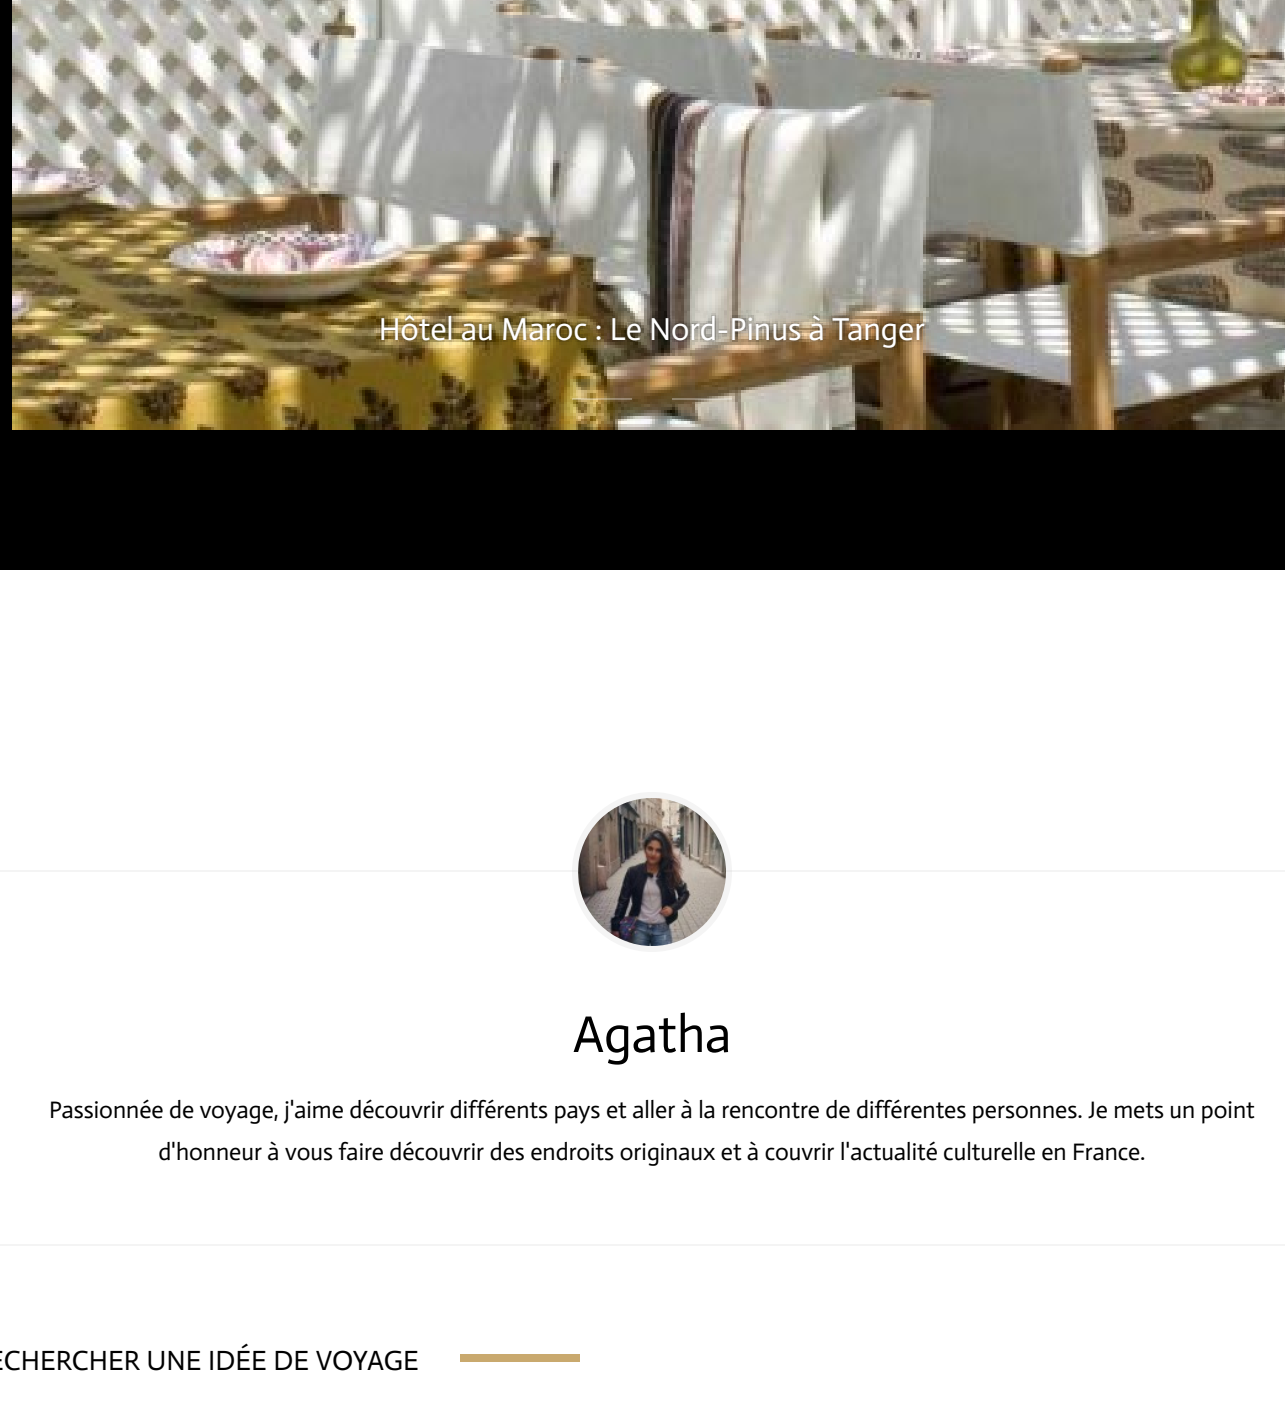 Hôtel au Maroc : Le Nord-Pinus à Tanger
Agatha
Passionnée de voyage, j'aime découvrir différents pays et aller à la rencontre de différentes personnes. Je mets un point
d'honneur à vous faire découvrir des endroits originaux et à couvrir l'actualité culturelle en France.
ECHERCHER UNE IDÉE DE VOYAGE